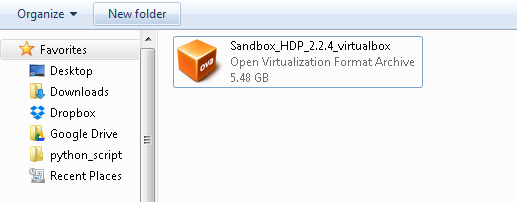 Organize New folder
Favorites
Desktop
Downloads
Dropbox
Google Drive
python_script
Recent Places
Sandbox_HDP_2.2.4_virtualbox
Open Virtualization Format Archive
5.48 GB
ova